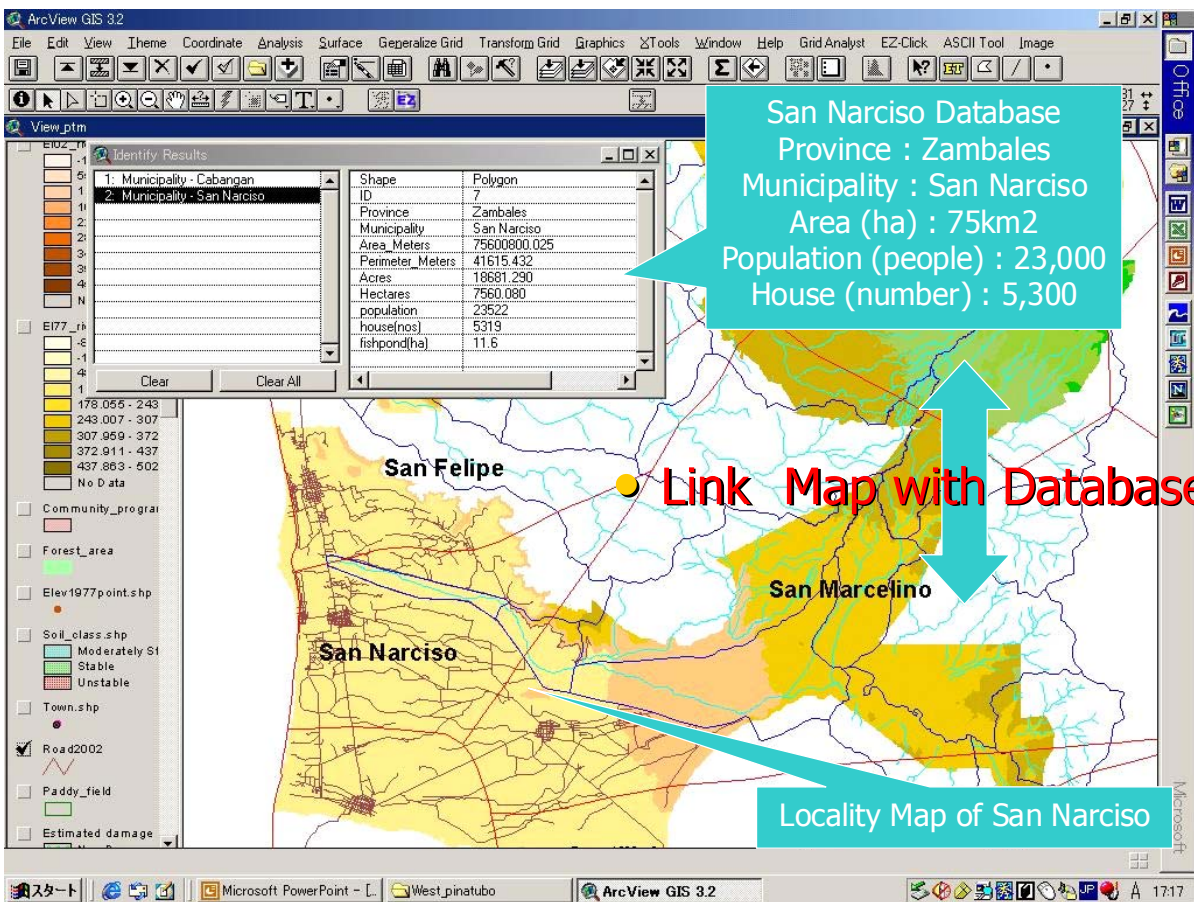 ArcView GIS 3.2
File Edit View Theme Coordinate Analysis Surface Generalize Grid Transform Grid Graphics XTools Window Help Grid Analyst EZ-Click ASCII Tool Image
EZ
View_ptm
Identify Results
1: Municipality - Cabangan
2: Municipality - San Narciso
Clear
Clear All
Shape Polygon
ID 7
Province Zambales
Municipality San Narciso
Area_Meters 75600800.025
Perimeter_Meters 41615.432
Acres 18681.290
Hectares 7560.080
population 23522
house(nos) 5319
fishpond(ha) 11.6
San Narciso Database
Province : Zambales
Municipality : San Narciso
Area (ha) : 75km2
Population (people) : 23,000
House (number) : 5,300
178.055 - 243
243.007 - 307
307.959 - 372
372.911 - 437
437.863 - 502
No Data
Community_prograi
Forest_area
Elev1977point.shp
Soil_class.shp
Moderately St
Stable
Unstable
Town.shp
Road2002
Paddy_field
Estimated damage
San Felipe
• Link Map with Database
San Marcelino
San Narciso
Locality Map of San Narciso
Office
Microsoft
スタート
Microsoft PowerPoint - [..
West_pinatubo
ArcView GIS 3.2
JP
A
17:17